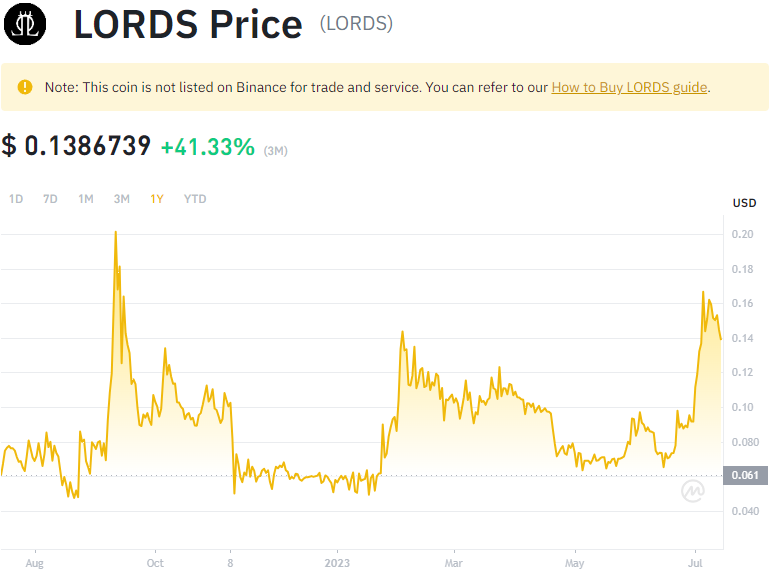 LORDS Price (LORDS)
Note: This coin is not listed on Binance for trade and service. You can refer to our How to Buy LORDS guide.
$ 0.1386739 +41.33% (3M)
1D 7D 1M 3M 1Y YTD
USD
0.20
0.18
0.16
0.14
0.12
0.10
0.080
0.061
0.040
Aug Oct 8 2023 Mar May Jul